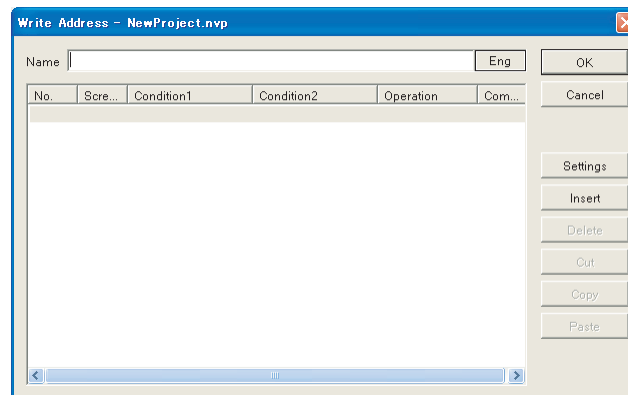 Write Address - NewProject.nvp
Name Eng OK
No. Scre... Condition1 Condition2 Operation Com... Cancel
Settings
Insert
Delete
Cut
Copy
Paste